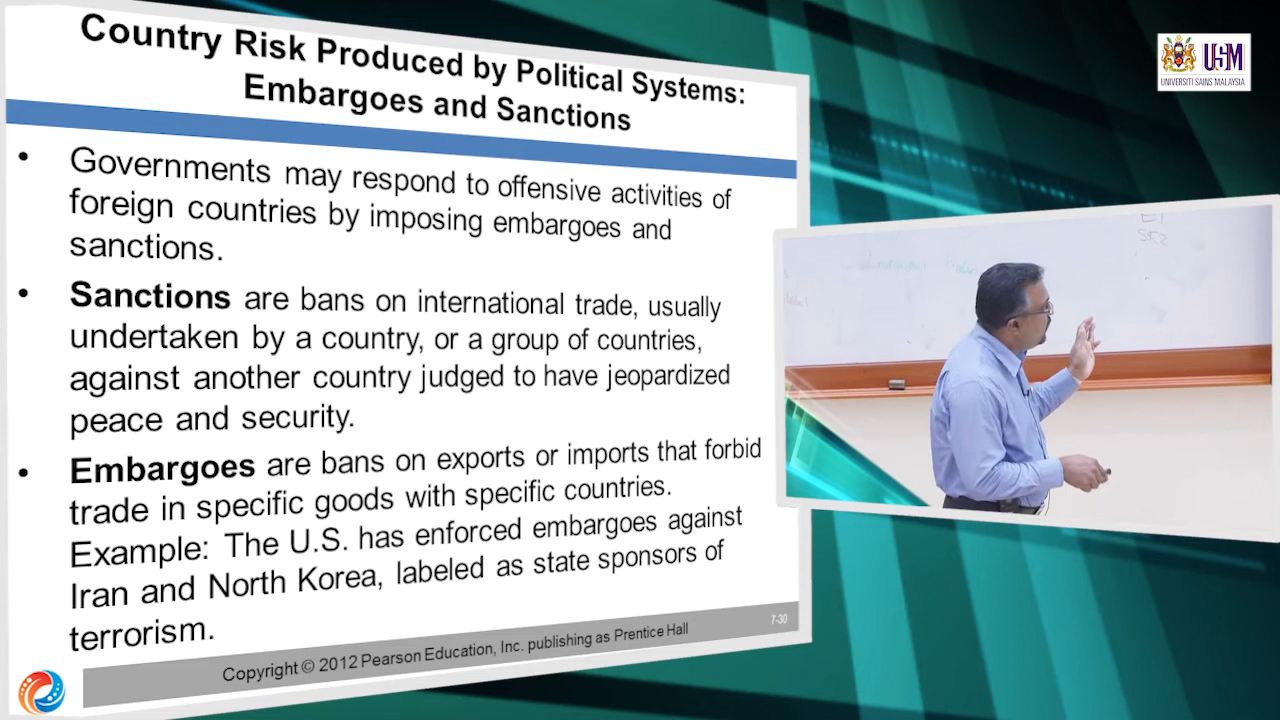 Country Risk Produced by Political Systems:
Embargoes and Sanctions
• Governments may respond to offensive activities of
foreign countries by imposing embargoes and
sanctions.
• Sanctions are bans on international trade, usually
undertaken by a country, or a group of countries,
against another country judged to have jeopardized
peace and security.
• Embargoes are bans on exports or imports that forbid
trade in specific goods with specific countries.
Example: The U.S. has enforced embargoes against
Iran and North Korea, labeled as state sponsors of
terrorism.
7-30
Copyright © 2012 Pearson Education, Inc. publishing as Prentice Hall
USM
UNIVERSITI SAINS MALAYSIA